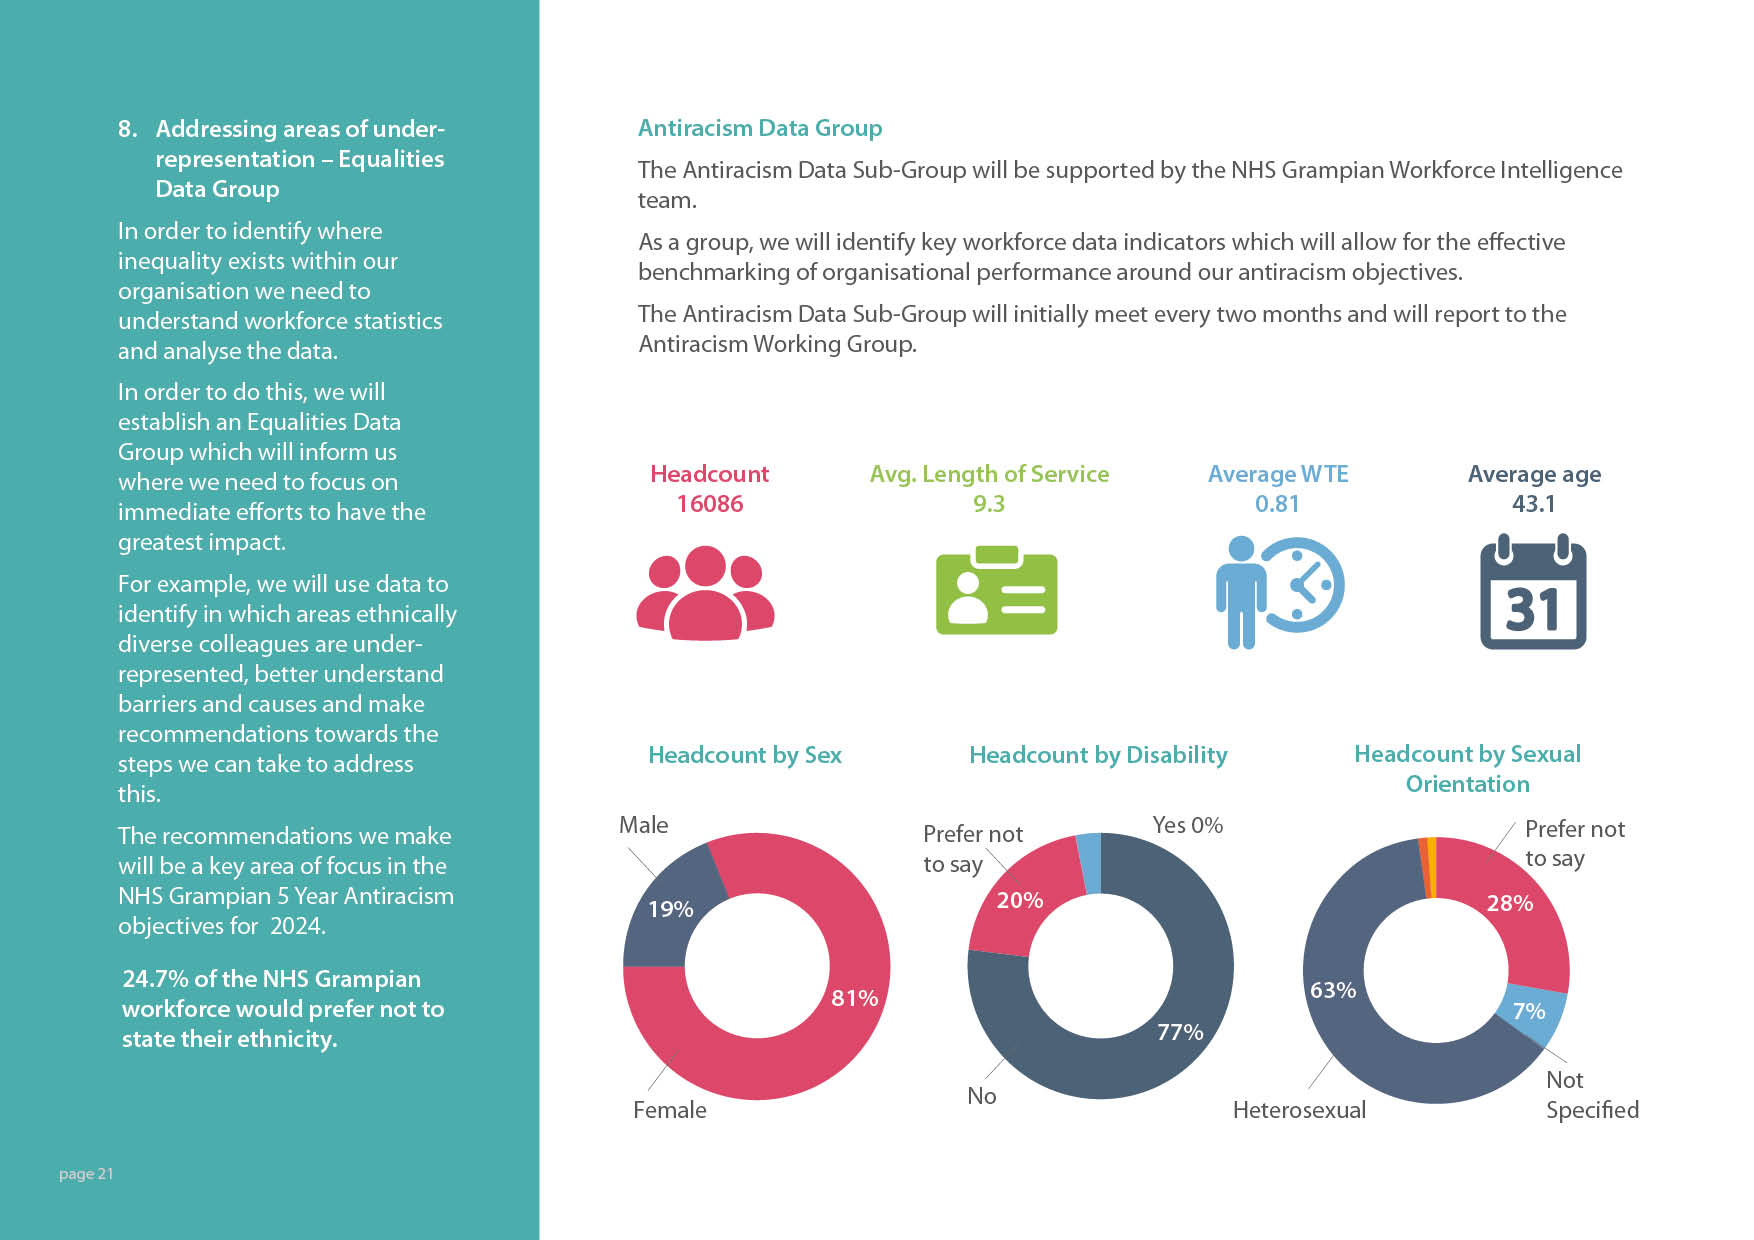 8. Addressing areas of under-
representation – Equalities
Data Group
In order to identify where
inequality exists within our
organisation we need to
understand workforce statistics
and analyse the data.
In order to do this, we will
establish an Equalities Data
Group which will inform us
where we need to focus on
immediate efforts to have the
greatest impact.
For example, we will use data to
identify in which areas ethnically
diverse colleagues are under-
represented, better understand
barriers and causes and make
recommendations towards the
steps we can take to address
this.
The recommendations we make
will be a key area of focus in the
NHS Grampian 5 Year Antiracism
objectives for 2024.
24.7% of the NHS Grampian
workforce would prefer not to
state their ethnicity.
page 21
Antiracism Data Group
The Antiracism Data Sub-Group will be supported by the NHS Grampian Workforce Intelligence
team.
As a group, we will identify key workforce data indicators which will allow for the effective
benchmarking of organisational performance around our antiracism objectives.
The Antiracism Data Sub-Group will initially meet every two months and will report to the
Antiracism Working Group.
Headcount
16086
Avg. Length of Service
9.3
Average WTE
0.81
Average age
43.1
31
Headcount by Sex
Male
19%
81%
Female
Headcount by Disability
Prefer not
to say
Yes 0%
20%
77%
No
Headcount by Sexual
Orientation
Prefer not
to say
28%
63%
7%
Not
Specified
Heterosexual